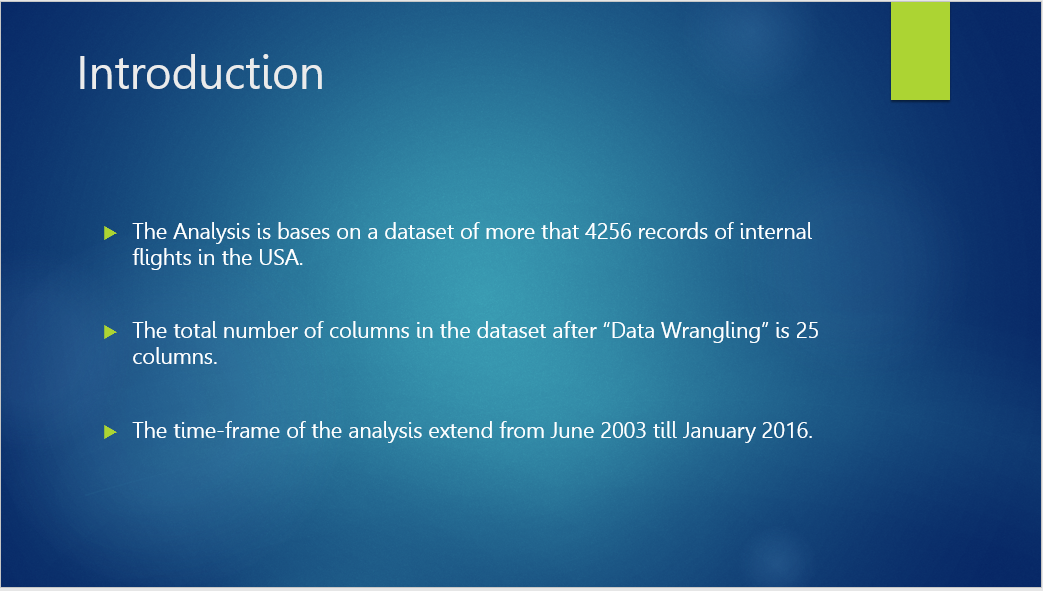 Introduction
The Analysis is bases on a dataset of more that 4256 records of internal
flights in the USA.
The total number of columns in the dataset after “Data Wrangling” is 25
columns.
The time-frame of the analysis extend from June 2003 till January 2016.